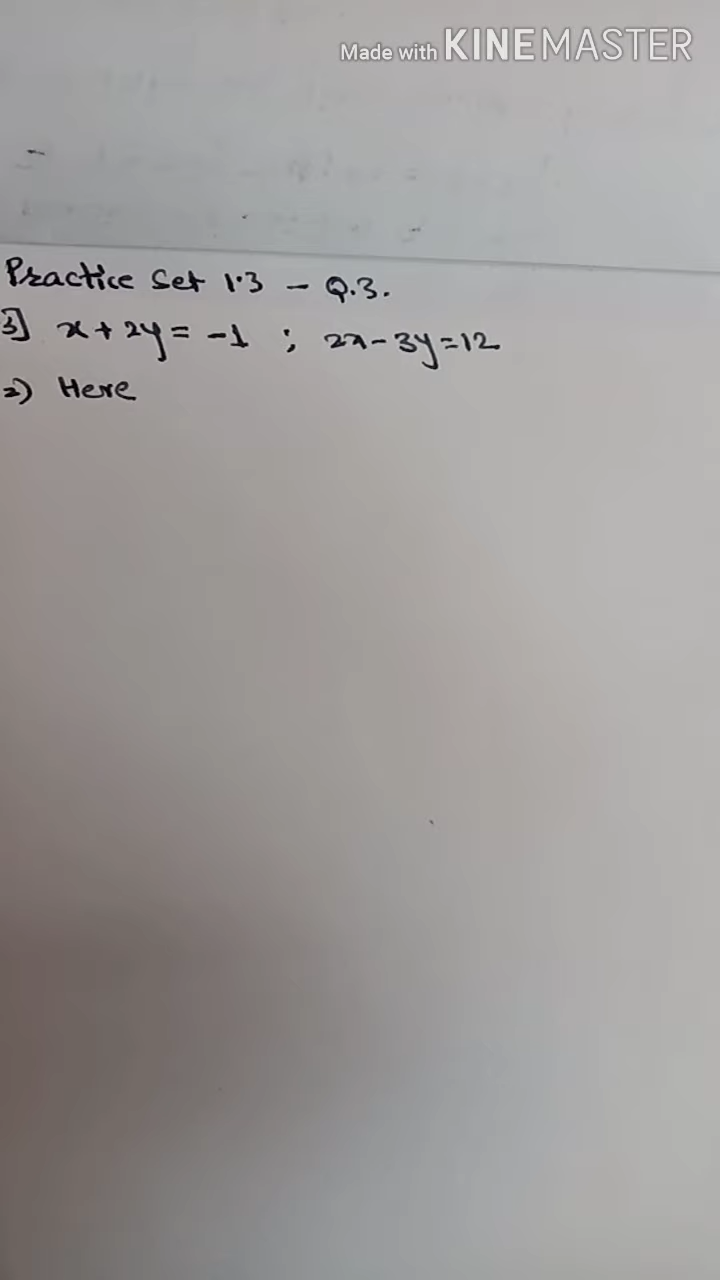 Made with KINEMASTER
Practice Set 1.3 - Q.3.
3] x + 2y = -1 ; 2x - 3y = 12
=) Here